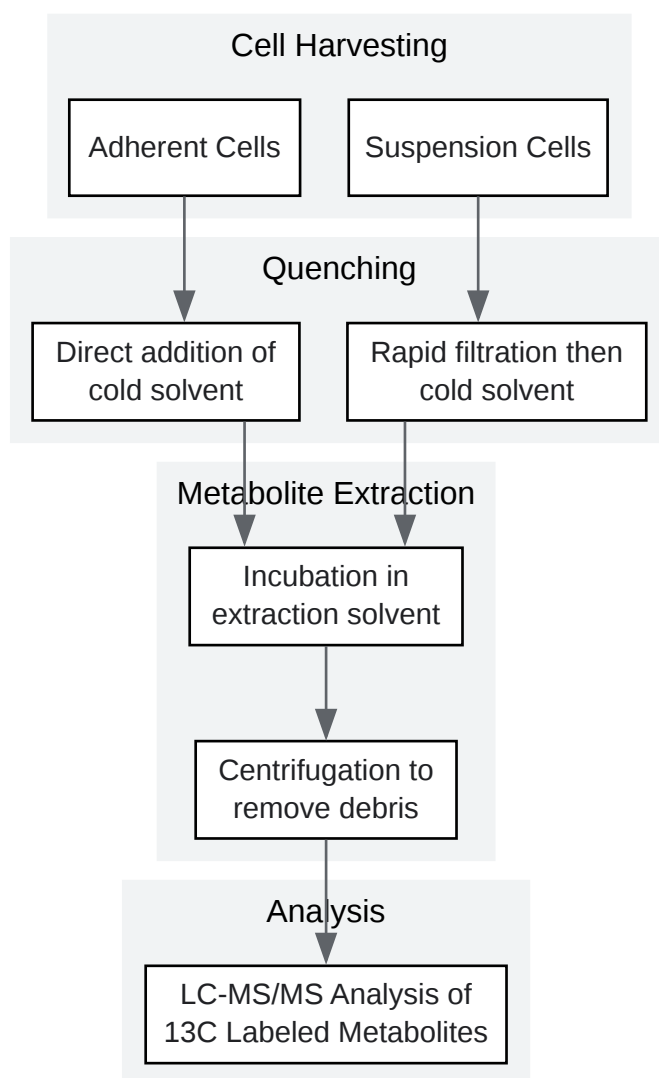 Cell Harvesting
Adherent Cells
Suspension Cells
Quenching
Direct addition of
cold solvent
Rapid filtration then
cold solvent
Metabolite Extraction
Incubation in
extraction solvent
Centrifugation to
remove debris
Analysis
LC-MS/MS Analysis of
13C Labeled Metabolites